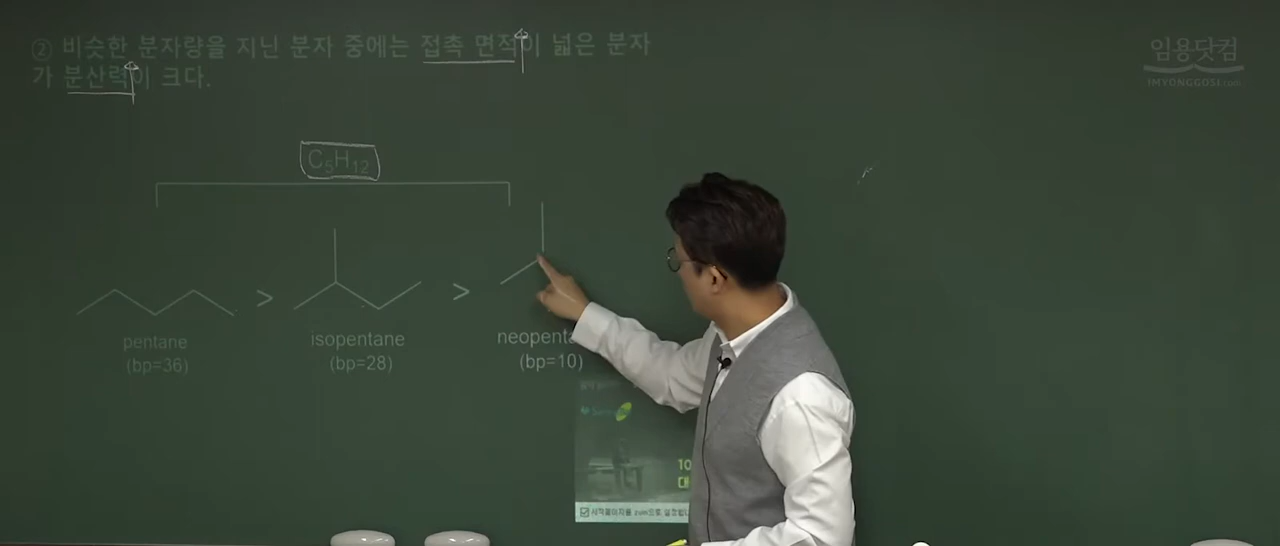 ② 비슷한 분자량을 지닌 분자 중에는 접촉 면적이 넓은 분자
가 분산력이 크다.
임용닷컴
IMYONGGOSI.com
C5H12
> >
pentane isopentane
(bp=36) (bp=28) (bp=10)
10